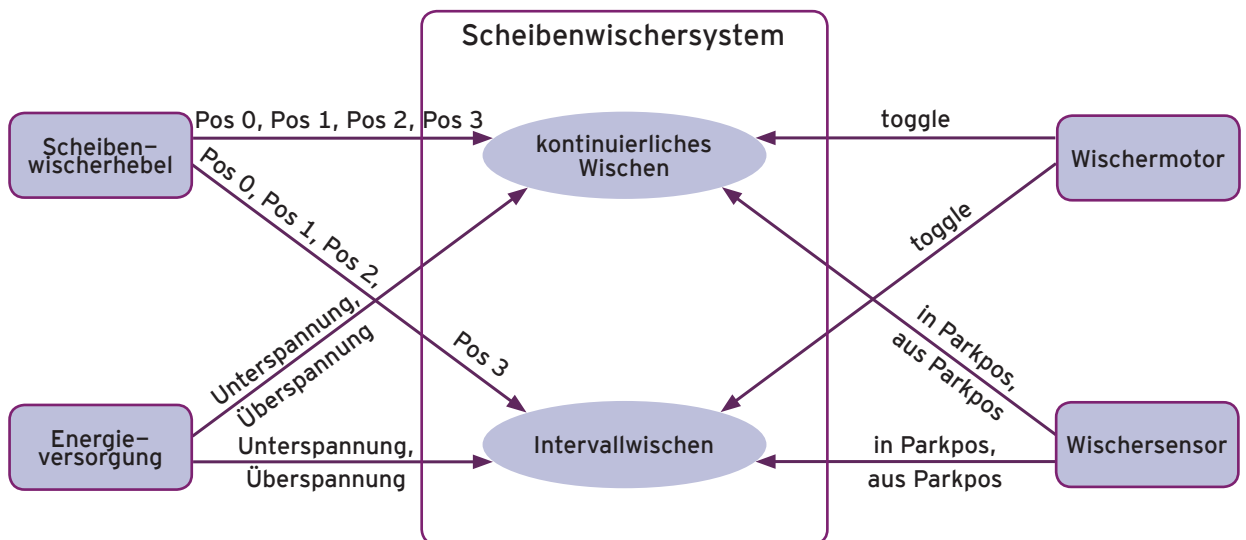 Scheibenwischersystem
Scheiben–
wischerhebel
Pos 0, Pos 1, Pos 2, Pos 3
kontinuierliches
Wischen
toggle
Wischermotor
Pos 0, Pos 1, Pos 2,
Pos 3
toggle
Unterspannung,
Überspannung
in Parkpos,
aus Parkpos
Energie–
versorgung
Unterspannung,
Überspannung
Intervallwischen
in Parkpos,
aus Parkpos
Wischersensor